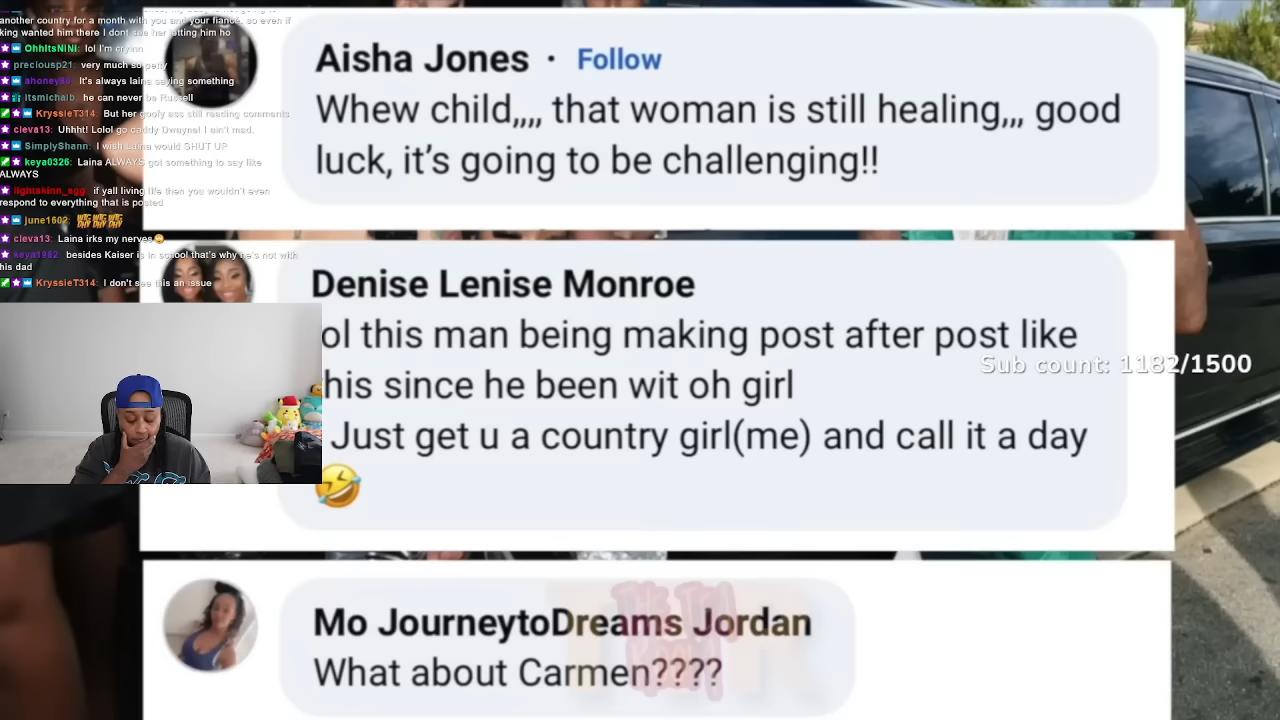 another country for a month with you and your fiancé, so even if
king wanted him there I dont see her letting him ho
OhhItsNiNi: lol I'm cryinn
preciousp21: very much so petty
It's always laina saying something
itsmichaib: he can never be Russell
KryssieT314: But her goofy ass still reading comments
cleva13: Uhhht! Lolol go caddy Dwayne! I ain't mad.
SimplyShann: I wish Laina would SHUT UP
keya0326: Laina ALWAYS got something to say like
ALWAYS
lightskinn_egg: if yall living life then you wouldn't even
respond to everything that is posted
june1602:
cleva13: Laina irks my nerves
keya1982: besides Kaiser is in school that's why he's not with
his dad
KryssieT314: I don't see this an issue
Aisha Jones · Follow
Whew child,,,, that woman is still healing,,, good
luck, it's going to be challenging!!
Denise Lenise Monroe
ol this man being making post after post like
his since he been wit oh girl
Just get u a country girl(me) and call it a day
Sub count: 1182/1500
Mo JourneytoDreams Jordan
What about Carmen????